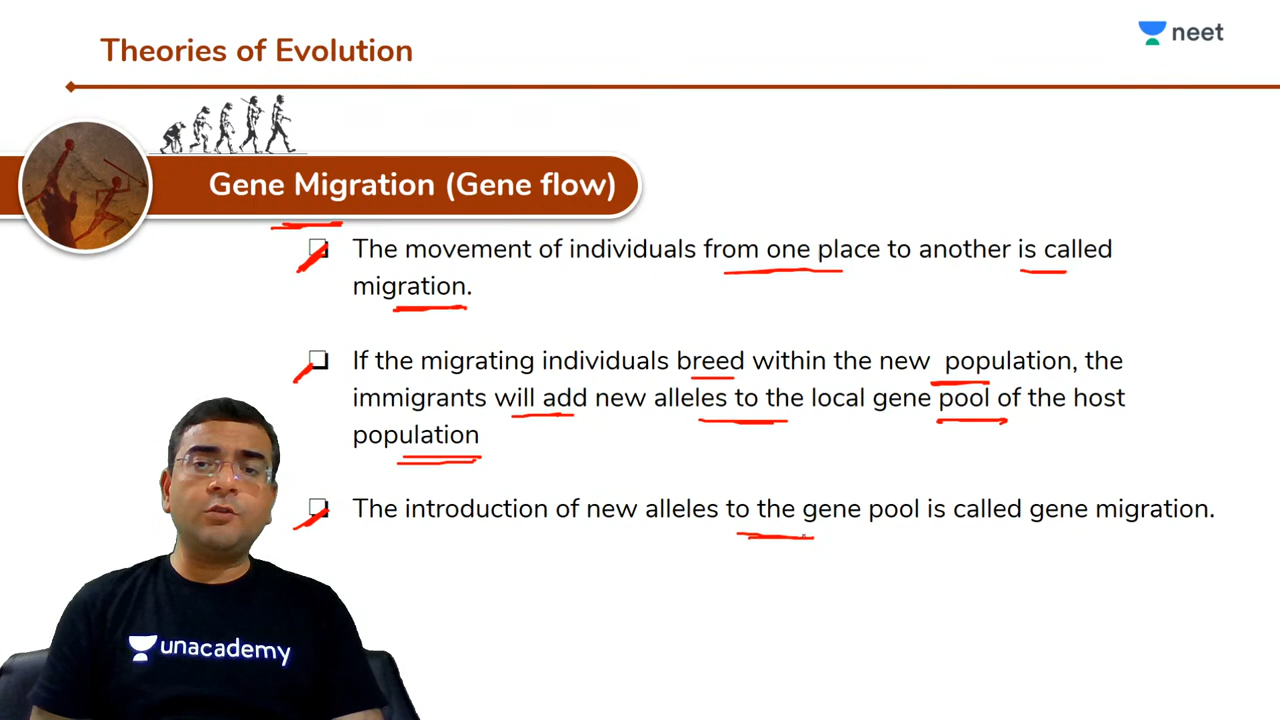 Theories of Evolution
neet
Gene Migration (Gene flow)
The movement of individuals from one place to another is called
migration.
If the migrating individuals breed within the new population, the
immigrants will add new alleles to the local gene pool of the host
population
The introduction of new alleles to the gene pool is called gene migration.
unacademy